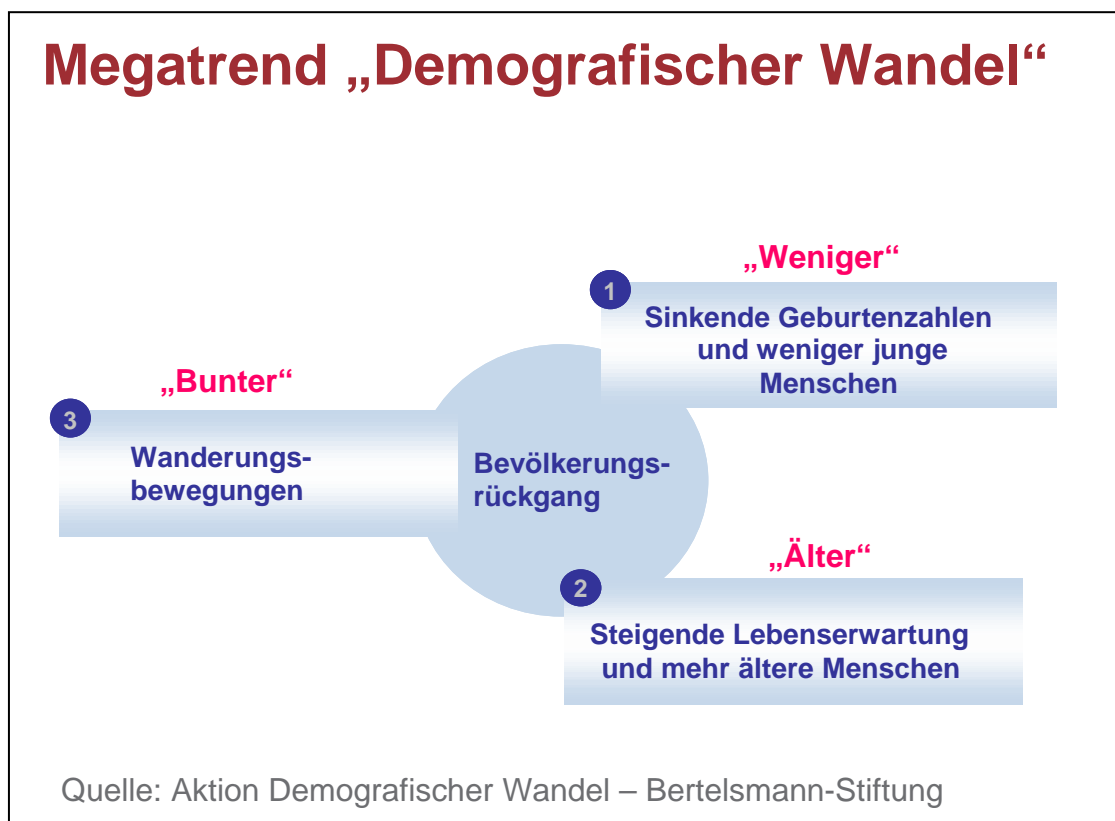 Megatrend „Demografischer Wandel“
„Weniger“
1
Sinkende Geburtenzahlen
und weniger junge
Menschen
„Bunter“
3
Wanderungs-
bewegungen
Bevölkerungs-
rückgang
„Älter“
2
Steigende Lebenserwartung
und mehr ältere Menschen
Quelle: Aktion Demografischer Wandel – Bertelsmann-Stiftung